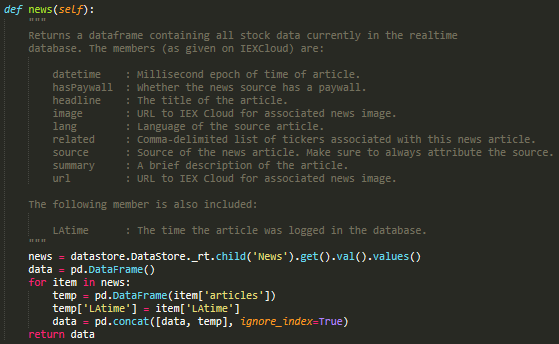 def news(self):
    """
    Returns a dataframe containing all stock data currently in the realtime
    database. The members (as given on IEXCloud) are:

        datetime    : Millisecond epoch of time of article.
        hasPaywall  : Whether the news source has a paywall.
        headline    : The title of the article.
        image       : URL to IEX Cloud for associated news image.
        lang        : Language of the source article.
        related     : Comma-delimited list of tickers associated with this news article.
        source      : Source of the news article. Make sure to always attribute the source.
        summary     : A brief description of the article.
        url         : URL to IEX Cloud for associated news image.

    The following member is also included:

        LAtime      : The time the article was logged in the database.
    """
    news = datastore.DataStore._rt.child('News').get().val().values()
    data = pd.DataFrame()
    for item in news:
        temp = pd.DataFrame(item['articles'])
        temp['LAtime'] = item['LAtime']
        data = pd.concat([data, temp], ignore_index=True)
    return data